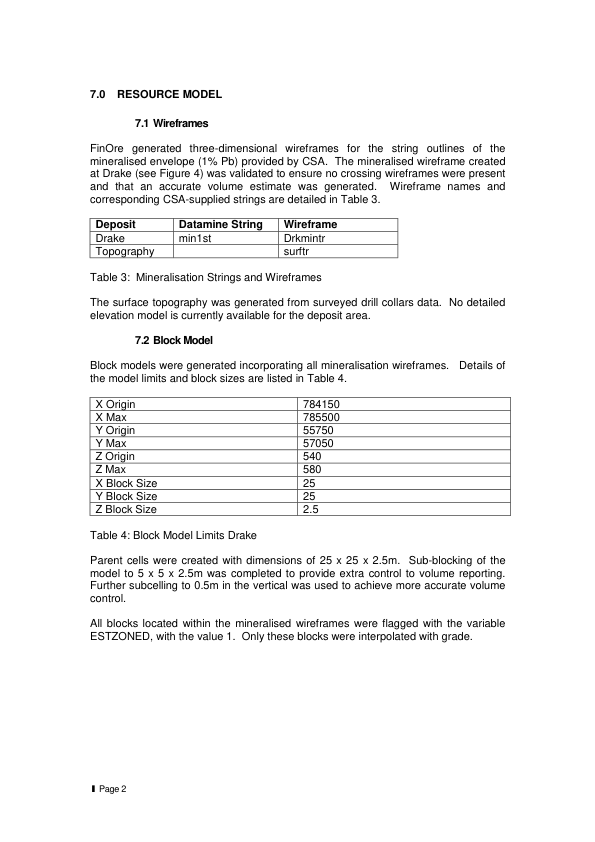 7.0 RESOURCE MODEL
7.1 Wireframes
FinOre generated three-dimensional wireframes for the string outlines of the
mineralised envelope (1% Pb) provided by CSA. The mineralised wireframe created
at Drake (see Figure 4) was validated to ensure no crossing wireframes were present
and that an accurate volume estimate was generated. Wireframe names and
corresponding CSA-supplied strings are detailed in Table 3.
Deposit Datamine String Wireframe
Drake min1st Drkmintr
Topography surftr
Table 3: Mineralisation Strings and Wireframes
The surface topography was generated from surveyed drill collars data. No detailed
elevation model is currently available for the deposit area.
7.2 Block Model
Block models were generated incorporating all mineralisation wireframes. Details of
the model limits and block sizes are listed in Table 4.
X Origin 784150
X Max 785500
Y Origin 55750
Y Max 57050
Z Origin 540
Z Max 580
X Block Size 25
Y Block Size 25
Z Block Size 2.5
Table 4: Block Model Limits Drake
Parent cells were created with dimensions of 25 x 25 x 2.5m. Sub-blocking of the
model to 5 x 5 x 2.5m was completed to provide extra control to volume reporting.
Further subcelling to 0.5m in the vertical was used to achieve more accurate volume
control.
All blocks located within the mineralised wireframes were flagged with the variable
ESTZONED, with the value 1. Only these blocks were interpolated with grade.
Page 2